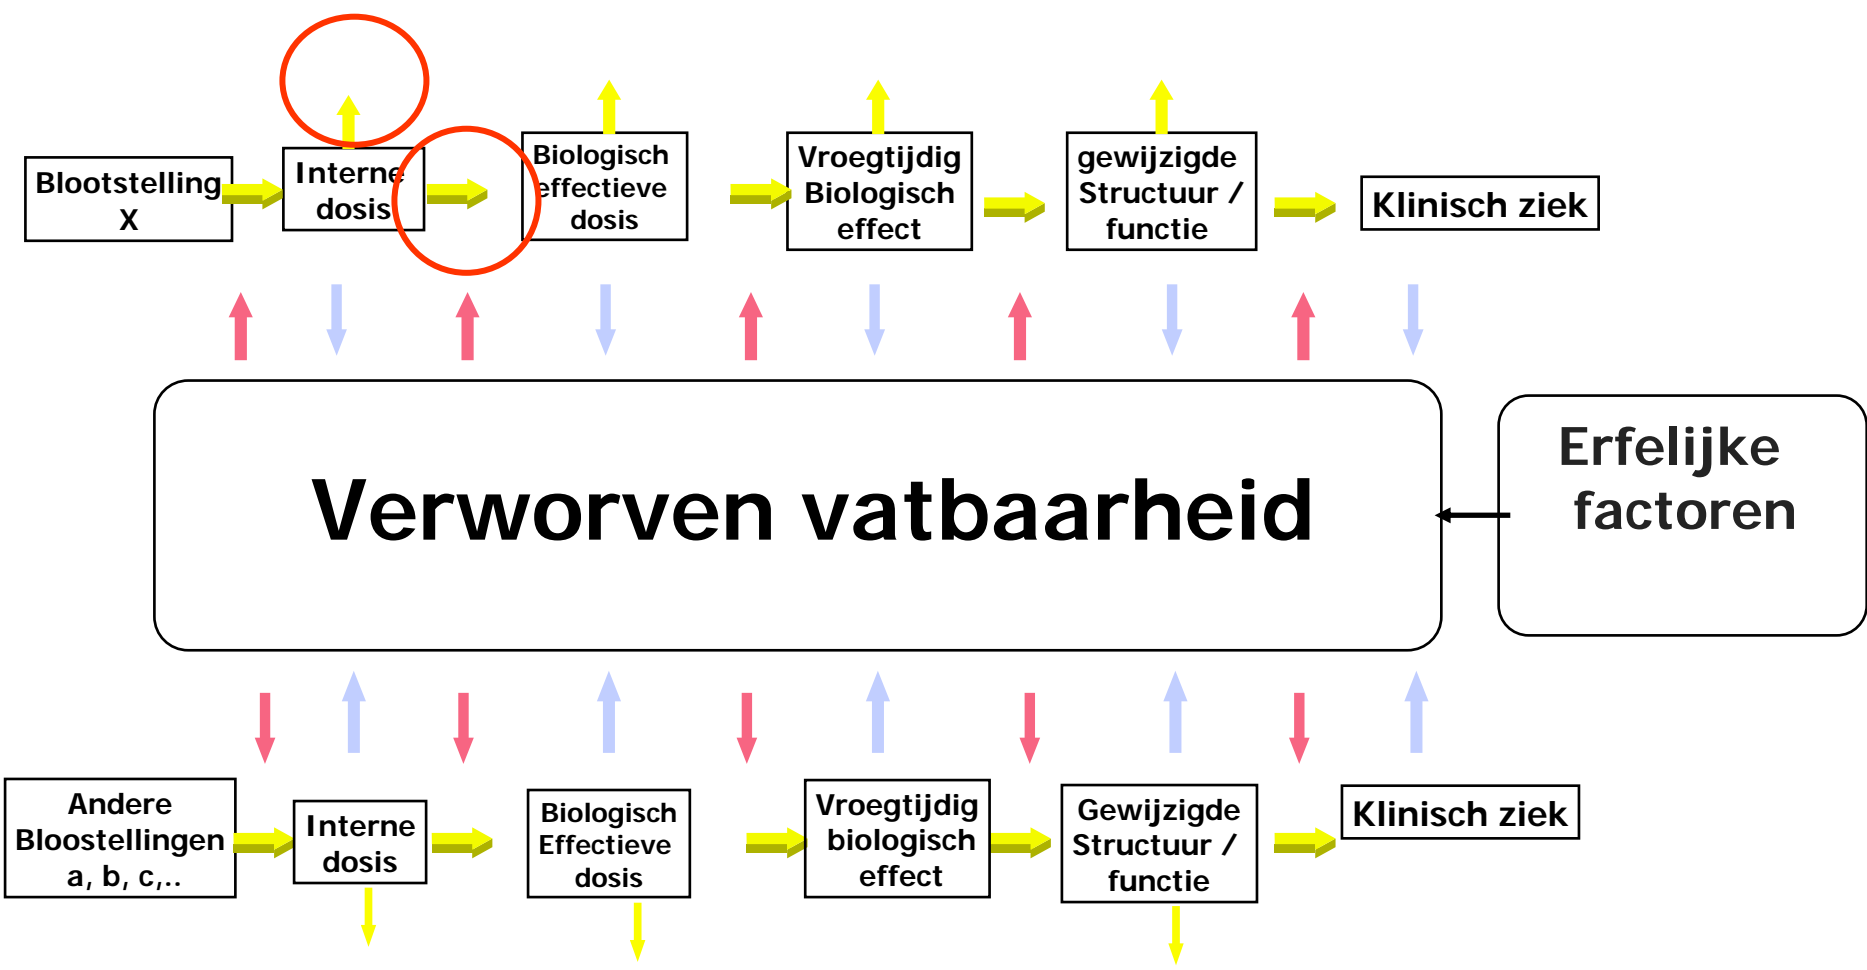 Blootstelling
X
Interne
dosis
Biologisch
effectieve
dosis
Vroegtijdig
Biologisch
effect
gewijzigde
Structuur /
functie
Klinisch ziek
Verworven vatbaarheid
Erfelijke
factoren
Andere
Bloostellingen
a, b, c,..
Interne
dosis
Biologisch
Effectieve
dosis
Vroegtijdig
biologisch
effect
Gewijzigde
Structuur /
functie
Klinisch ziek